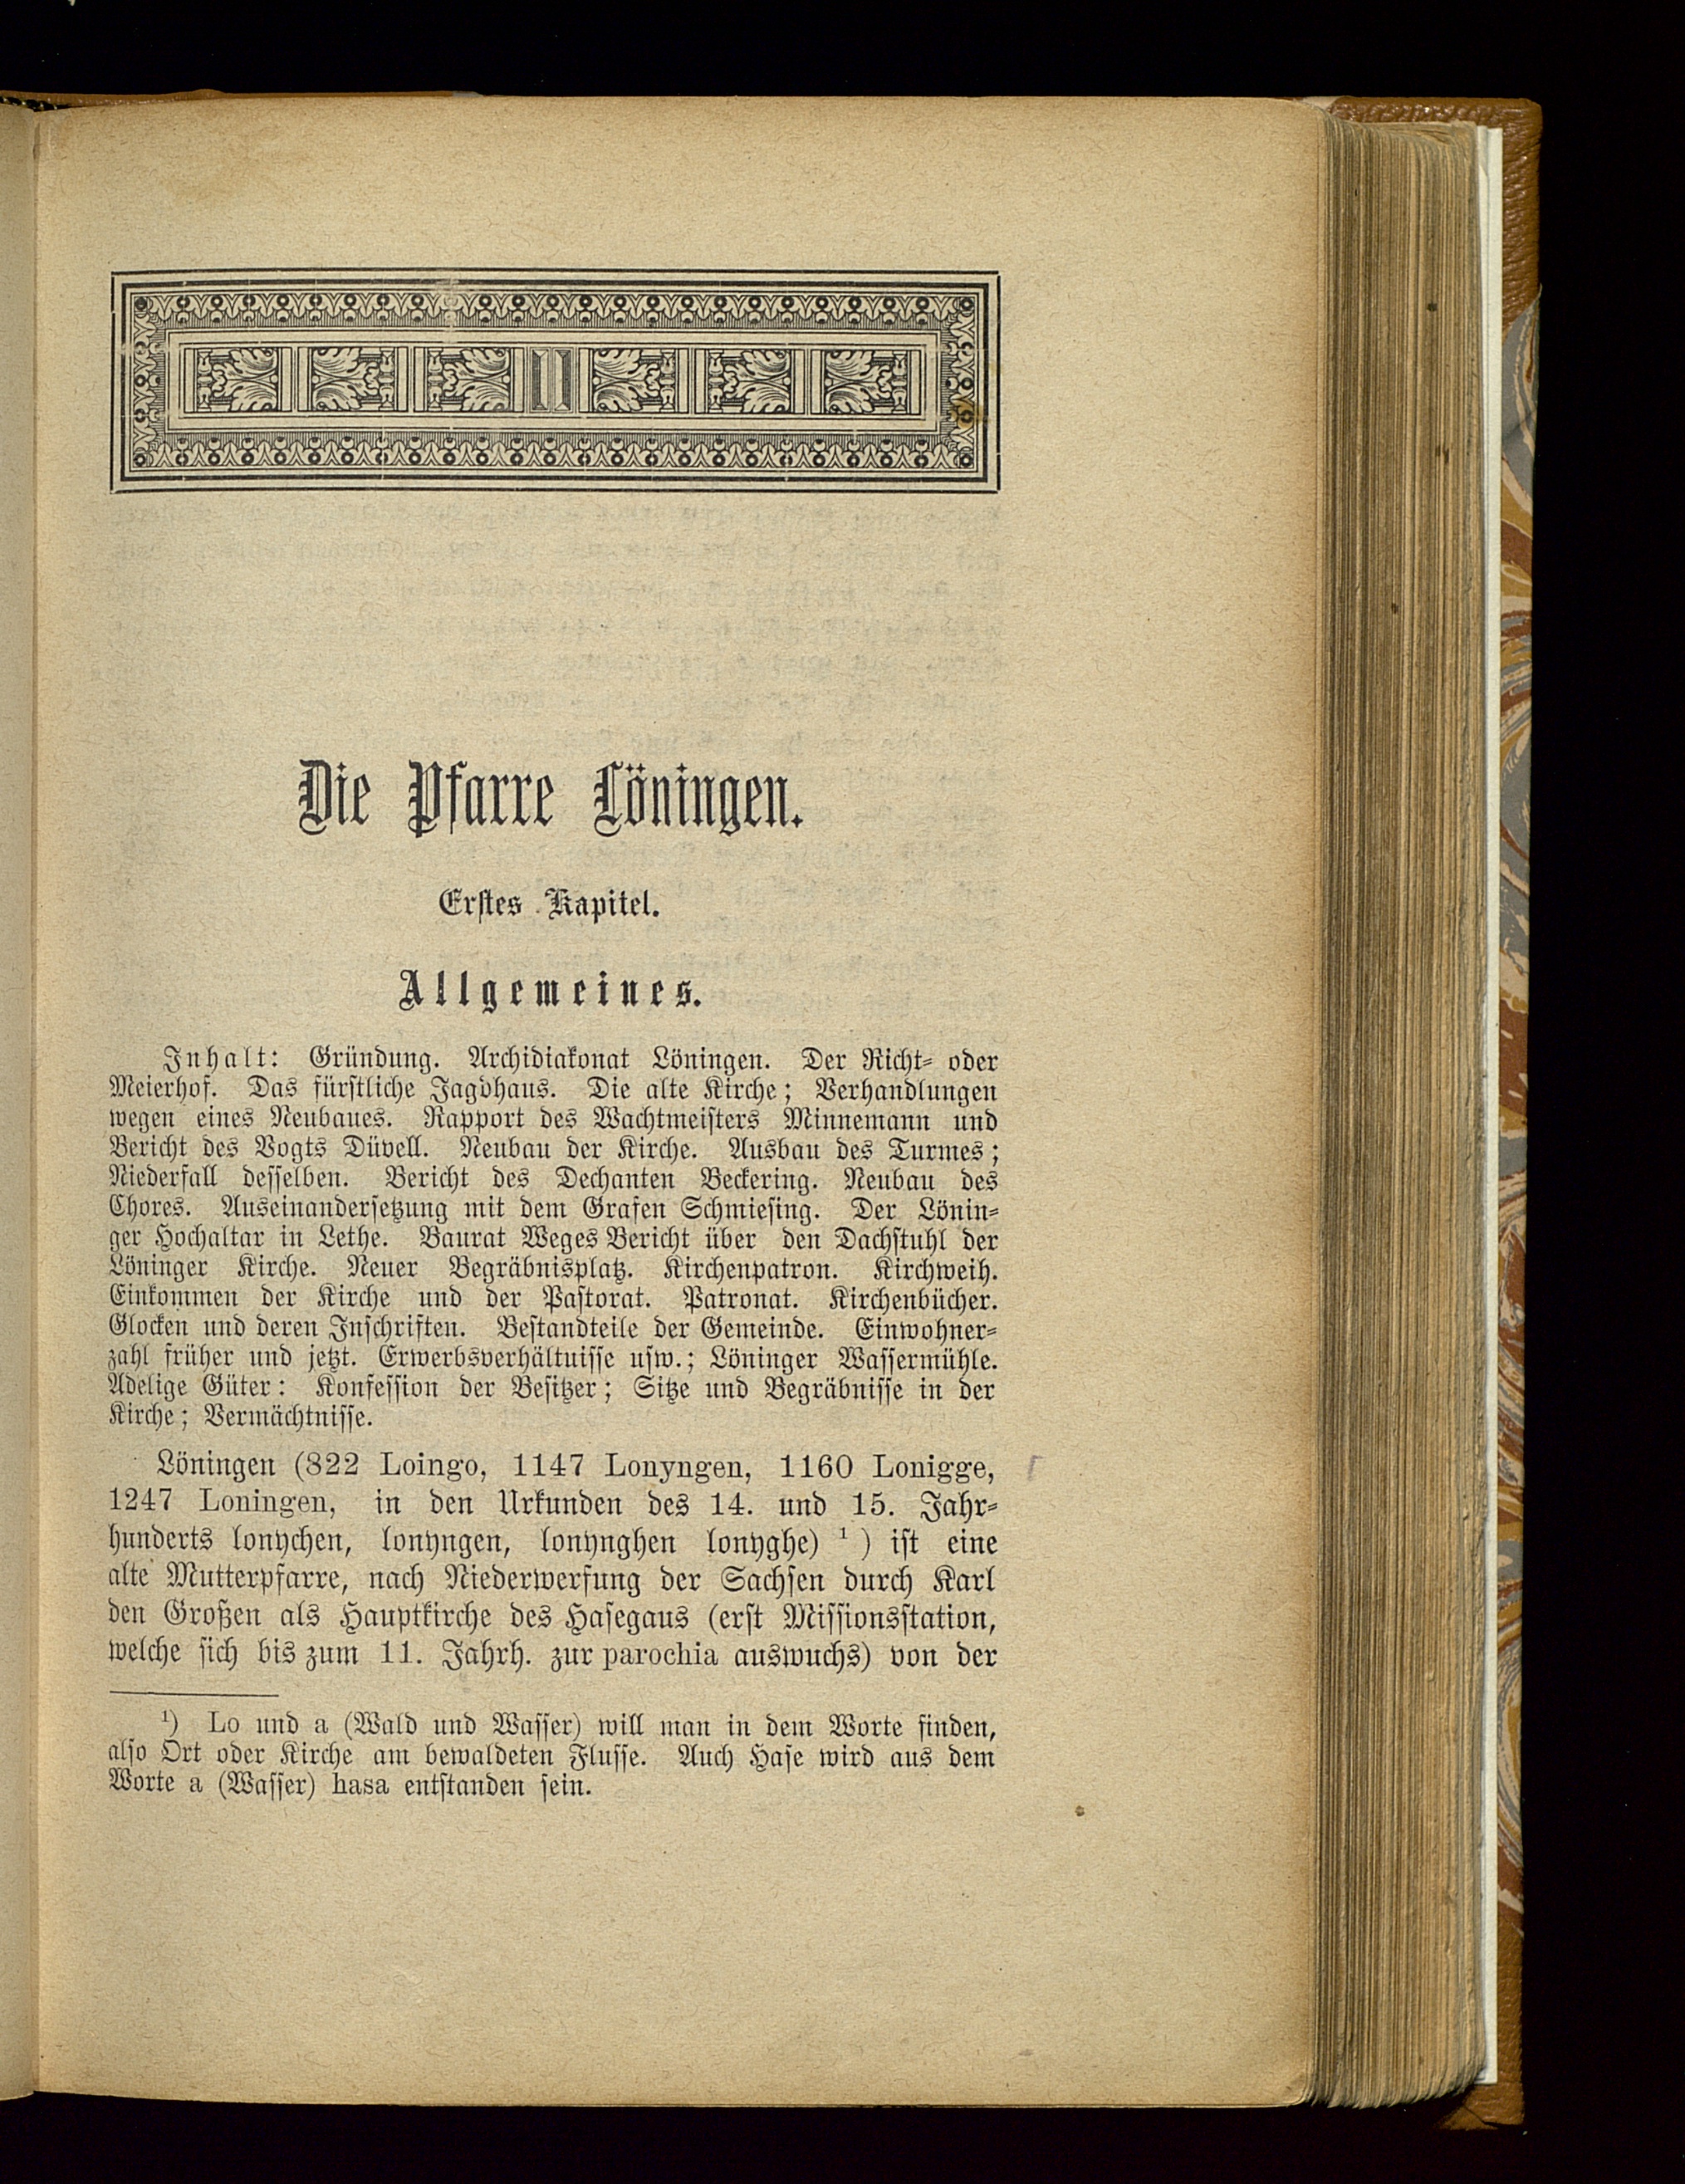 Die Pfarre Löningen.
Erstes Kapitel.
Allgemeines.
Inhalt: Gründung. Archidiakonat Löningen. Der Richt- oder
Meierhof. Das fürstliche Jagdhaus. Die alte Kirche; Verhandlungen
wegen eines Neubaues. Rapport des Wachtmeisters Minnemann und
Bericht des Vogts Düvell. Neubau der Kirche. Ausbau des Turmes;
Niederfall desselben. Bericht des Dechanten Beckering. Neubau des
Chores. Auseinandersetzung mit dem Grafen Schmiesing. Der Lönin-
ger Hochaltar in Lethe. Baurat Weges Bericht über den Dachstuhl der
Löninger Kirche. Neuer Begräbnisplatz. Kirchenpatron. Kirchweih.
Einkommen der Kirche und der Pastorat. Patronat. Kirchenbücher.
Glocken und deren Inschriften. Bestandteile der Gemeinde. Einwohner-
zahl früher und jetzt. Erwerbsverhältnisse usw.; Löninger Wassermühle.
Adelige Güter: Konfession der Besitzer; Sitze und Begräbnisse in der
Kirche; Vermächtnisse.
Löningen (822 Loingo, 1147 Lonyngen, 1160 Lonigge,
1247 Loningen, in den Urkunden des 14. und 15. Jahr-
hunderts lonychen, lonyngen, lonynghen lonyghe) ¹) ist eine
alte Mutterpfarre, nach Niederwerfung der Sachsen durch Karl
den Großen als Hauptkirche des Hasegaus (erst Missionsstation,
welche sich bis zum 11. Jahrh. zur parochia auswuchs) von der
¹) Lo und a (Wald und Wasser) will man in dem Worte finden,
also Ort oder Kirche am bewaldeten Flusse. Auch Hase wird aus dem
Worte a (Wasser) hasa entstanden sein.